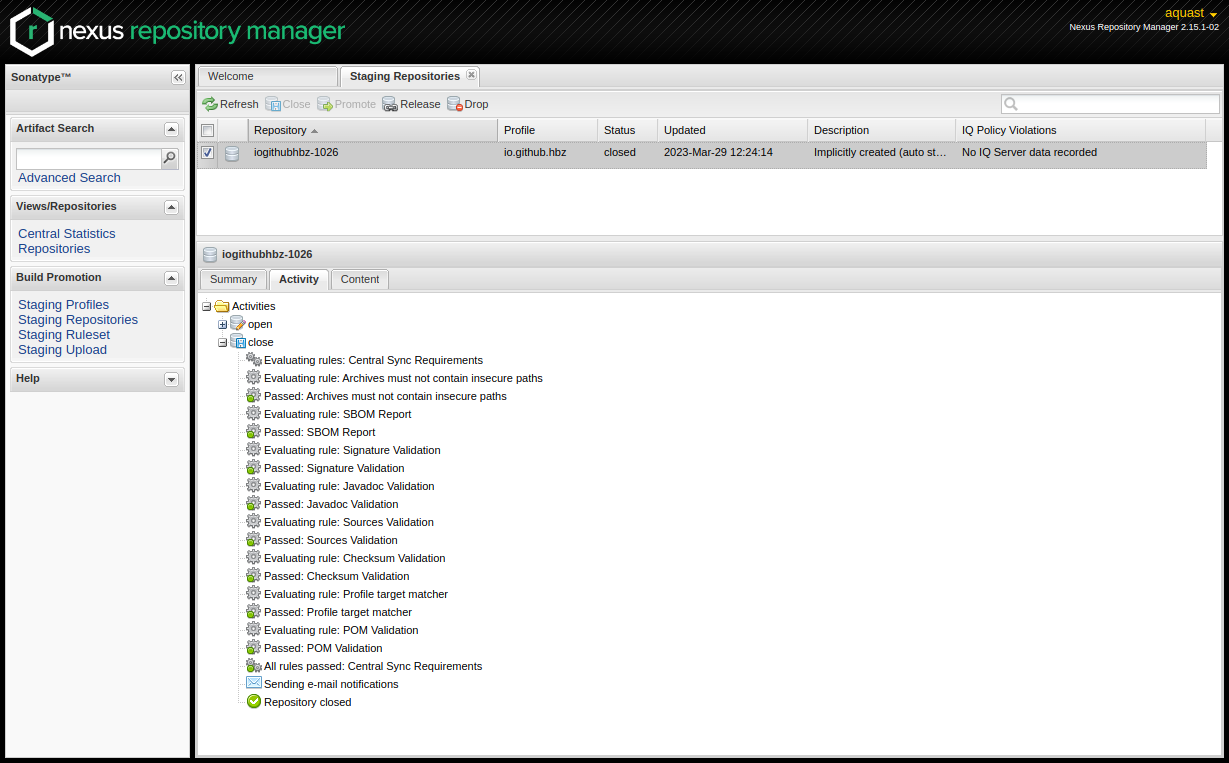 nexus repository manager
aquast
Nexus Repository Manager 2.15.1-02
Sonatype™
Artifact Search
Advanced Search
Views/Repositories
Central Statistics
Repositories
Build Promotion
Staging Profiles
Staging Repositories
Staging Ruleset
Staging Upload
Help
Welcome
Staging Repositories
Refresh Close Promote Release Drop
Repository Profile Status Updated Description IQ Policy Violations
iogithubhbz-1026 io.github.hbz closed 2023-Mar-29 12:24:14 Implicitly created (auto st... No IQ Server data recorded
iogithubhbz-1026
Summary Activity Content
Activities
open
close
Evaluating rules: Central Sync Requirements
Evaluating rule: Archives must not contain insecure paths
Passed: Archives must not contain insecure paths
Evaluating rule: SBOM Report
Passed: SBOM Report
Evaluating rule: Signature Validation
Passed: Signature Validation
Evaluating rule: Javadoc Validation
Passed: Javadoc Validation
Evaluating rule: Sources Validation
Passed: Sources Validation
Evaluating rule: Checksum Validation
Passed: Checksum Validation
Evaluating rule: Profile target matcher
Passed: Profile target matcher
Evaluating rule: POM Validation
Passed: POM Validation
All rules passed: Central Sync Requirements
Sending e-mail notifications
Repository closed